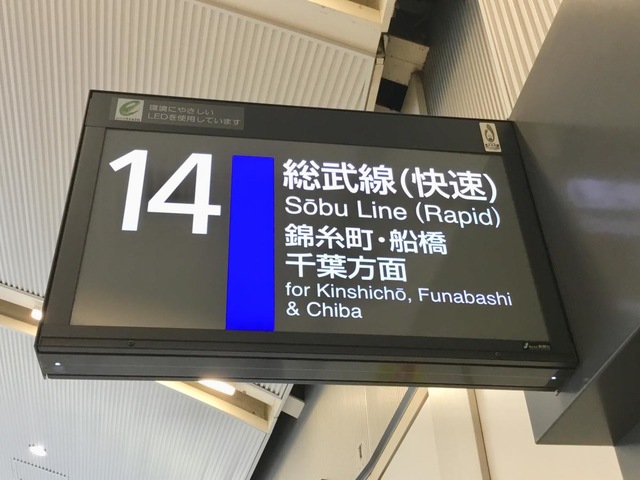 環境にやさしい
LEDを使用しています
14
総武線(快速)
Sōbu Line (Rapid)
錦糸町・船橋
千葉方面
for Kinshichō, Funabashi
& Chiba